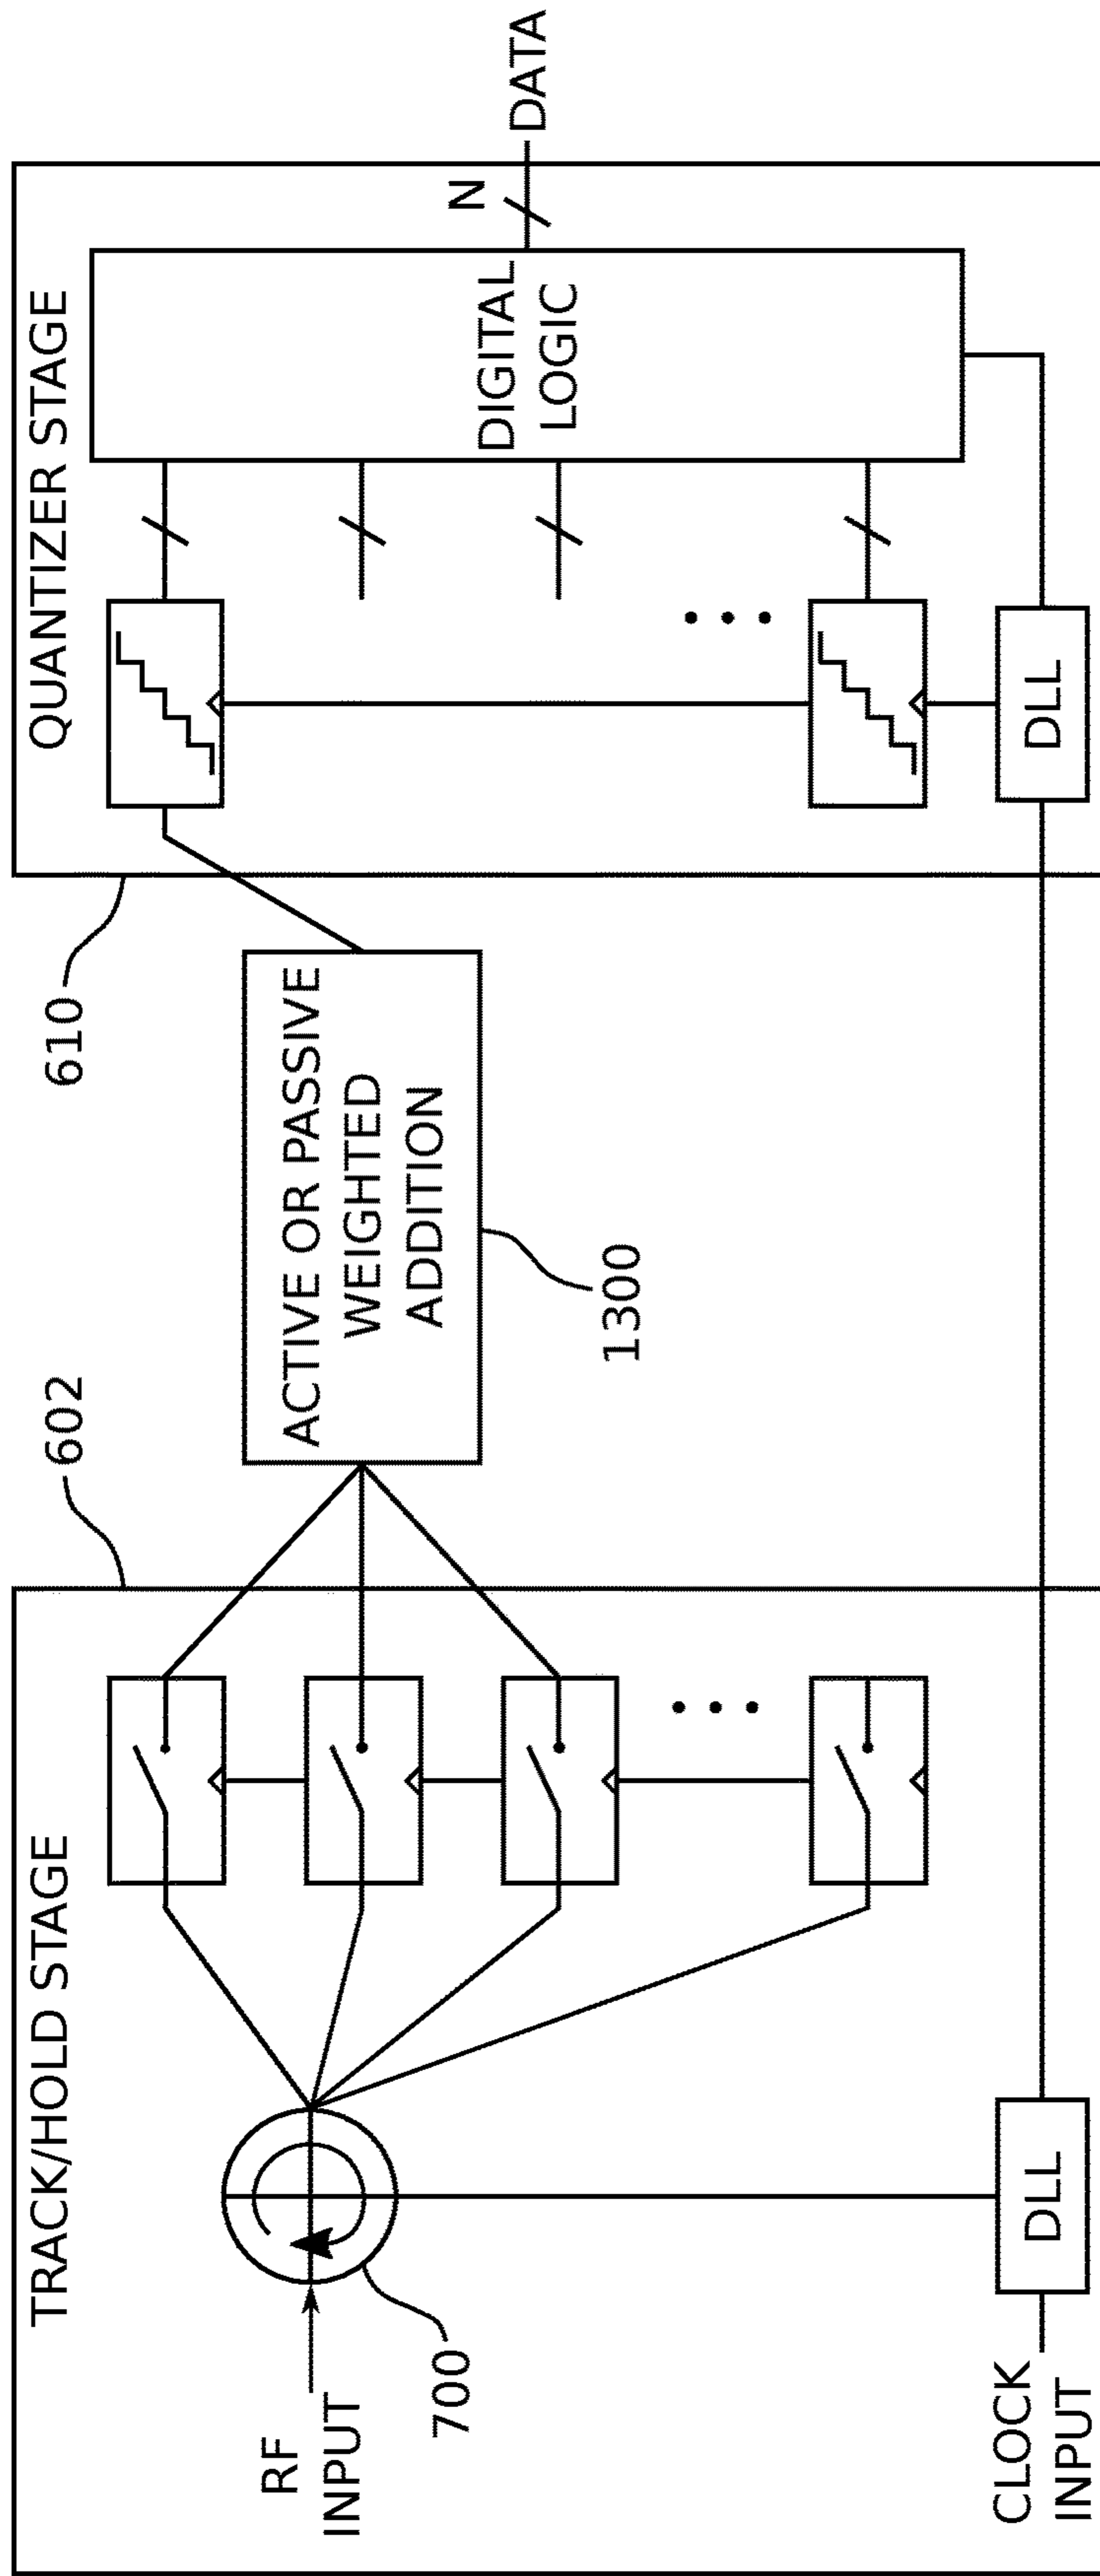 TRACK/HOLD STAGE
RF
INPUT
700
CLOCK
INPUT
DLL
602
ACTIVE OR PASSIVE
WEIGHTED
ADDITION
1300
610
QUANTIZER STAGE
DLL
DIGITAL
LOGIC
N
DATA